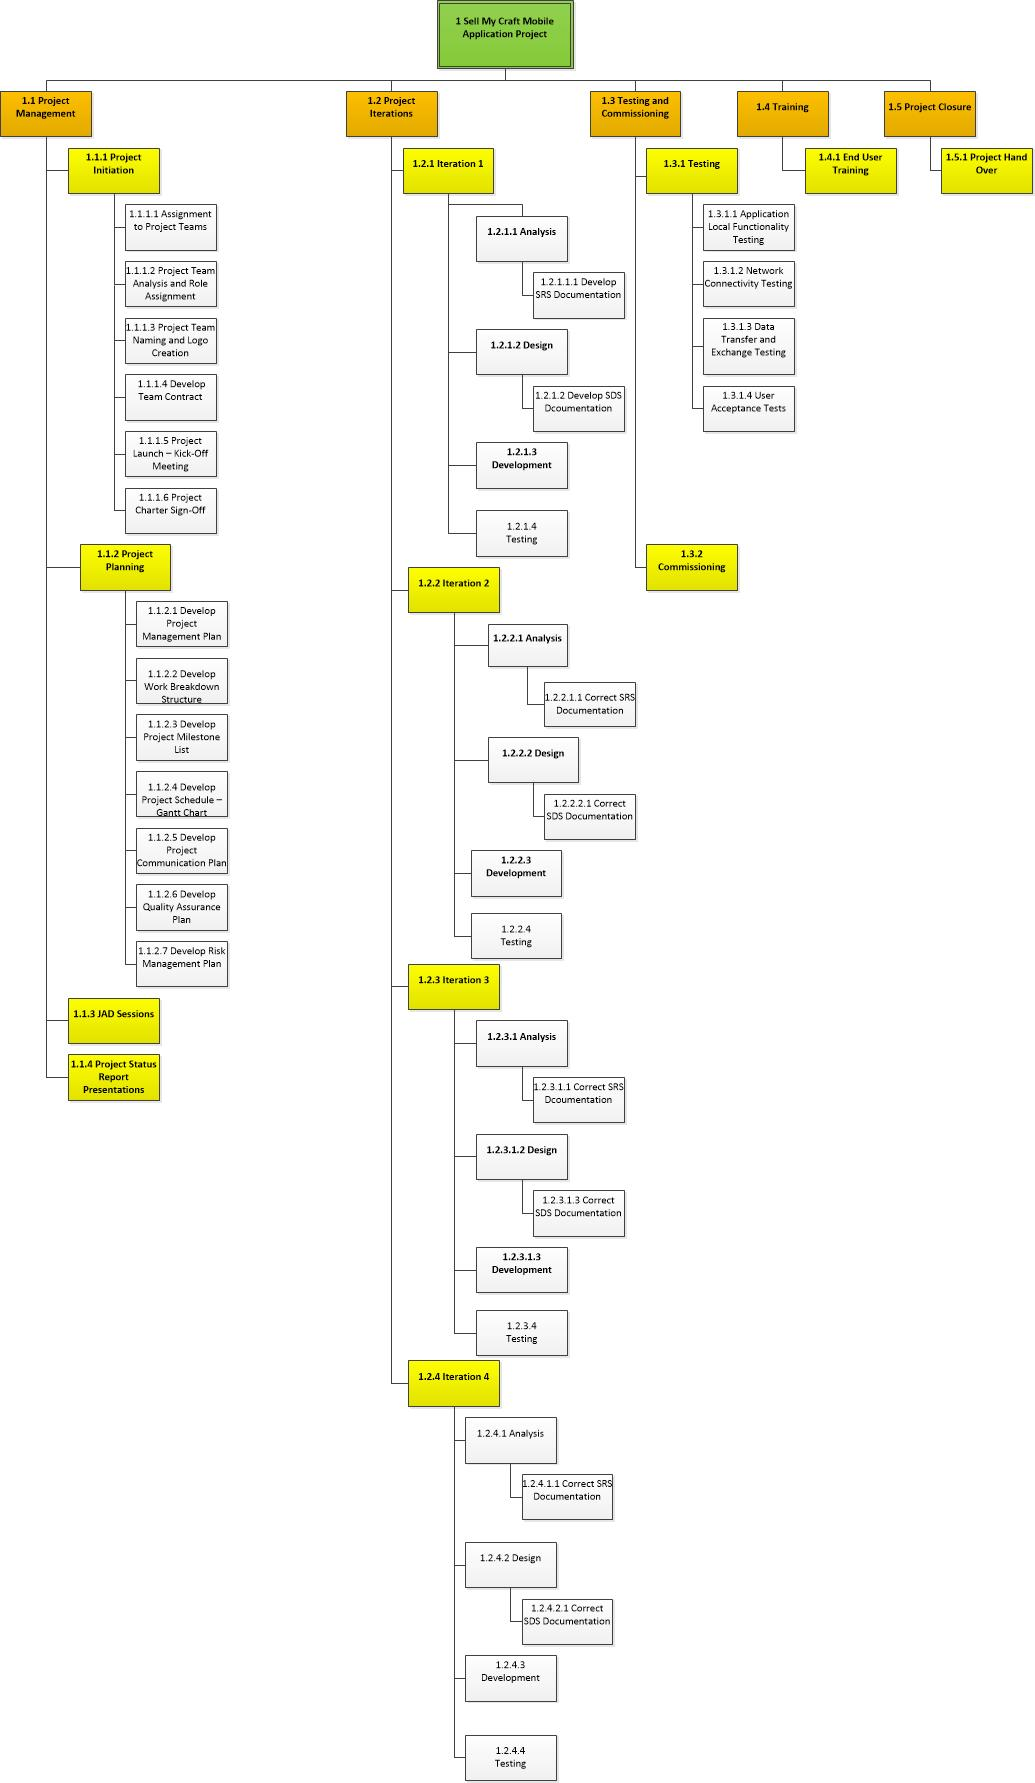 1 Sell My Craft Mobile
Application Project
1.1 Project
Management
1.1.1 Project
Initiation
1.1.1.1 Assignment
to Project Teams
1.1.1.2 Project Team
Analysis and Role
Assignment
1.1.1.3 Project Team
Naming and Logo
Creation
1.1.1.4 Develop
Team Contract
1.1.1.5 Project
Launch – Kick-Off
Meeting
1.1.1.6 Project
Charter Sign-Off
1.1.2 Project
Planning
1.1.2.1 Develop
Project
Management Plan
1.1.2.2 Develop
Work Breakdown
Structure
1.1.2.3 Develop
Project Milestone
List
1.1.2.4 Develop
Project Schedule –
Gantt Chart
1.1.2.5 Develop
Project
Communication Plan
1.1.2.6 Develop
Quality Assurance
Plan
1.1.2.7 Develop Risk
Management Plan
1.1.3 JAD Sessions
1.1.4 Project Status
Report
Presentations
1.2 Project
Iterations
1.2.1 Iteration 1
1.2.1.1 Analysis
1.2.1.1.1 Develop
SRS Documentation
1.2.1.2 Design
1.2.1.2 Develop SDS
Dcoumentation
1.2.1.3
Development
1.2.1.4
Testing
1.2.2 Iteration 2
1.2.2.1 Analysis
1.2.2.1.1 Correct SRS
Documentation
1.2.2.2 Design
1.2.2.2.1 Correct
SDS Documentation
1.2.2.3
Development
1.2.2.4
Testing
1.2.3 Iteration 3
1.2.3.1 Analysis
1.2.3.1.1 Correct SRS
Dcoumentation
1.2.3.1.2 Design
1.2.3.1.3 Correct
SDS Documentation
1.2.3.1.3
Development
1.2.3.4
Testing
1.2.4 Iteration 4
1.2.4.1 Analysis
1.2.4.1.1 Correct SRS
Documentation
1.2.4.2 Design
1.2.4.2.1 Correct
SDS Documentation
1.2.4.3
Development
1.2.4.4
Testing
1.3 Testing and
Commissioning
1.3.1 Testing
1.3.1.1 Application
Local Functionality
Testing
1.3.1.2 Network
Connectivity Testing
1.3.1.3 Data
Transfer and
Exchange Testing
1.3.1.4 User
Acceptance Tests
1.3.2
Commissioning
1.4 Training
1.4.1 End User
Training
1.5 Project Closure
1.5.1 Project Hand
Over